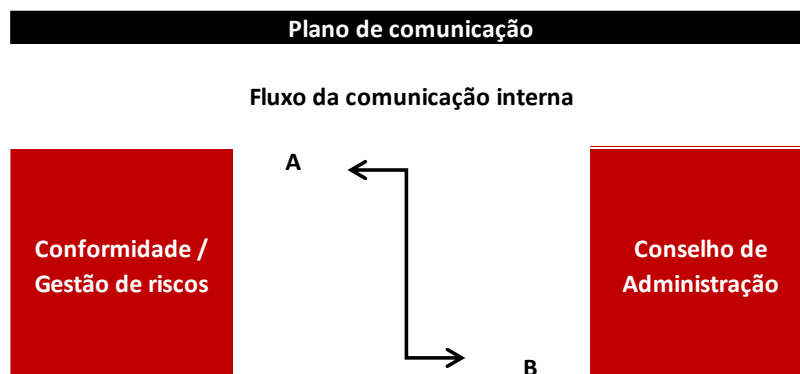 Plano de comunicação
Fluxo da comunicação interna
A
Conformidade /
Gestão de riscos
Conselho de
Administração
B